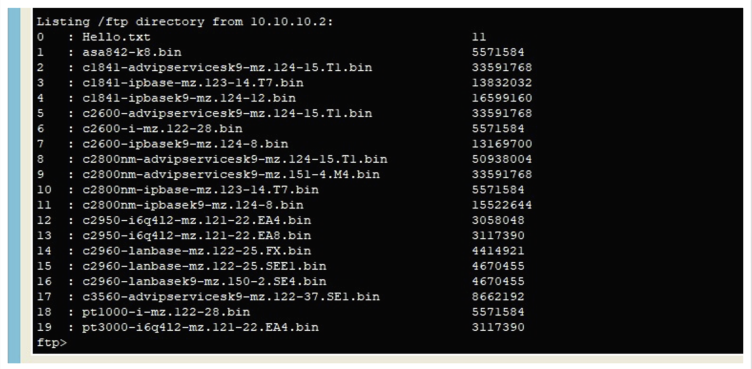 Listing /ftp directory from 10.10.10.2:
0 : Hello.txt 11
1 : asa842-k8.bin 5571584
2 : c1841-advipservicesk9-mz.124-15.T1.bin 33591768
3 : c1841-ipbase-mz.123-14.T7.bin 13832032
4 : c1841-ipbasek9-mz.124-12.bin 16599160
5 : c2600-advipservicesk9-mz.124-15.T1.bin 33591768
6 : c2600-i-mz.122-28.bin 5571584
7 : c2600-ipbasek9-mz.124-8.bin 13169700
8 : c2800nm-advipservicesk9-mz.124-15.T1.bin 50938004
9 : c2800nm-advipservicesk9-mz.151-4.M4.bin 33591768
10 : c2800nm-ipbase-mz.123-14.T7.bin 5571584
11 : c2800nm-ipbasek9-mz.124-8.bin 15522644
12 : c2950-i6q4l2-mz.121-22.EA4.bin 3058048
13 : c2950-i6q4l2-mz.121-22.EA8.bin 3117390
14 : c2960-lanbase-mz.122-25.FX.bin 4414921
15 : c2960-lanbase-mz.122-25.SEE1.bin 4670455
16 : c2960-lanbasek9-mz.150-2.SE4.bin 4670455
17 : c3560-advipservicesk9-mz.122-37.SE1.bin 8662192
18 : pt1000-i-mz.122-28.bin 5571584
19 : pt3000-i6q4l2-mz.121-22.EA4.bin 3117390
ftp>